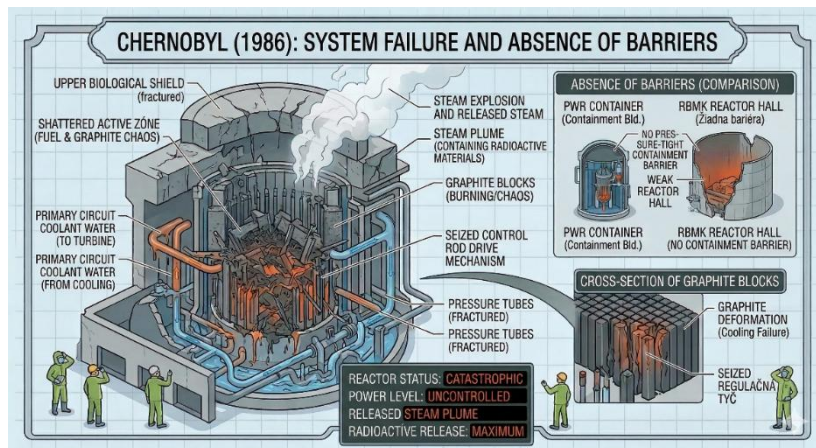 CHERNOBYL (1986): SYSTEM FAILURE AND ABSENCE OF BARRIERS
UPPER BIOLOGICAL SHIELD
(fractured)
SHATTERED ACTIVE ZÓNE
(FUEL & GRAPHITE CHAOS)
PRIMARY CIRCUIT
COOLANT WATER
(TO TURBINE)
PRIMARY CIRCUIT
COOLANT WATER
(FROM COOLING)
STEAM EXPLOSION
AND RELEASED STEAM
STEAM PLUME
(CONTAINING RADIOACTIVE
MATERIALS)
GRAPHITE BLOCKS
(BURNING/CHAOS)
SEIZED CONTROL
ROD DRIVE
MECHANISM
PRESSURE TUBES
(FRACTURED)
PRESSURE TUBES
(FRACTURED)
REACTOR STATUS: CATASTROPHIC
POWER LEVEL: UNCONTROLLED
RELEASED STEAM PLUME
RADIOACTIVE RELEASE: MAXIMUM
ABSENCE OF BARRIERS (COMPARISON)
PWR CONTAINER
(Containment Bld.)
RBMK REACTOR HALL
(Žiadna bariéra)
NO PRES-
SURE-TIGHT
CONTAINMENT
BARRIER
WEAK
REACTOR
HALL
PWR CONTAINER
(Containment Bld.)
RBMK REACTOR HALL
(NO CONTAINMENT BARRIER)
CROSS-SECTION OF GRAPHITE BLOCKS
GRAPHITE
DEFORMATION
(Cooling Failure)
SEIZED
REGULAČNA
TYČ